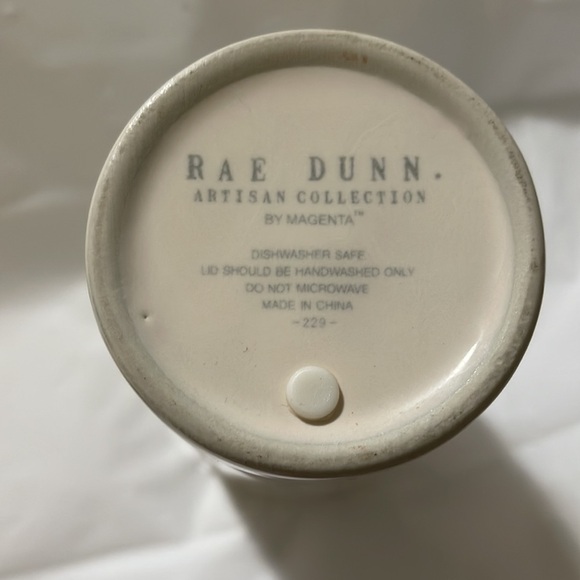 RAE DUNN.
ARTISAN COLLECTION
BY MAGENTA™
DISHWASHER SAFE
LID SHOULD BE HANDWASHED ONLY
DO NOT MICROWAVE
MADE IN CHINA
-229-